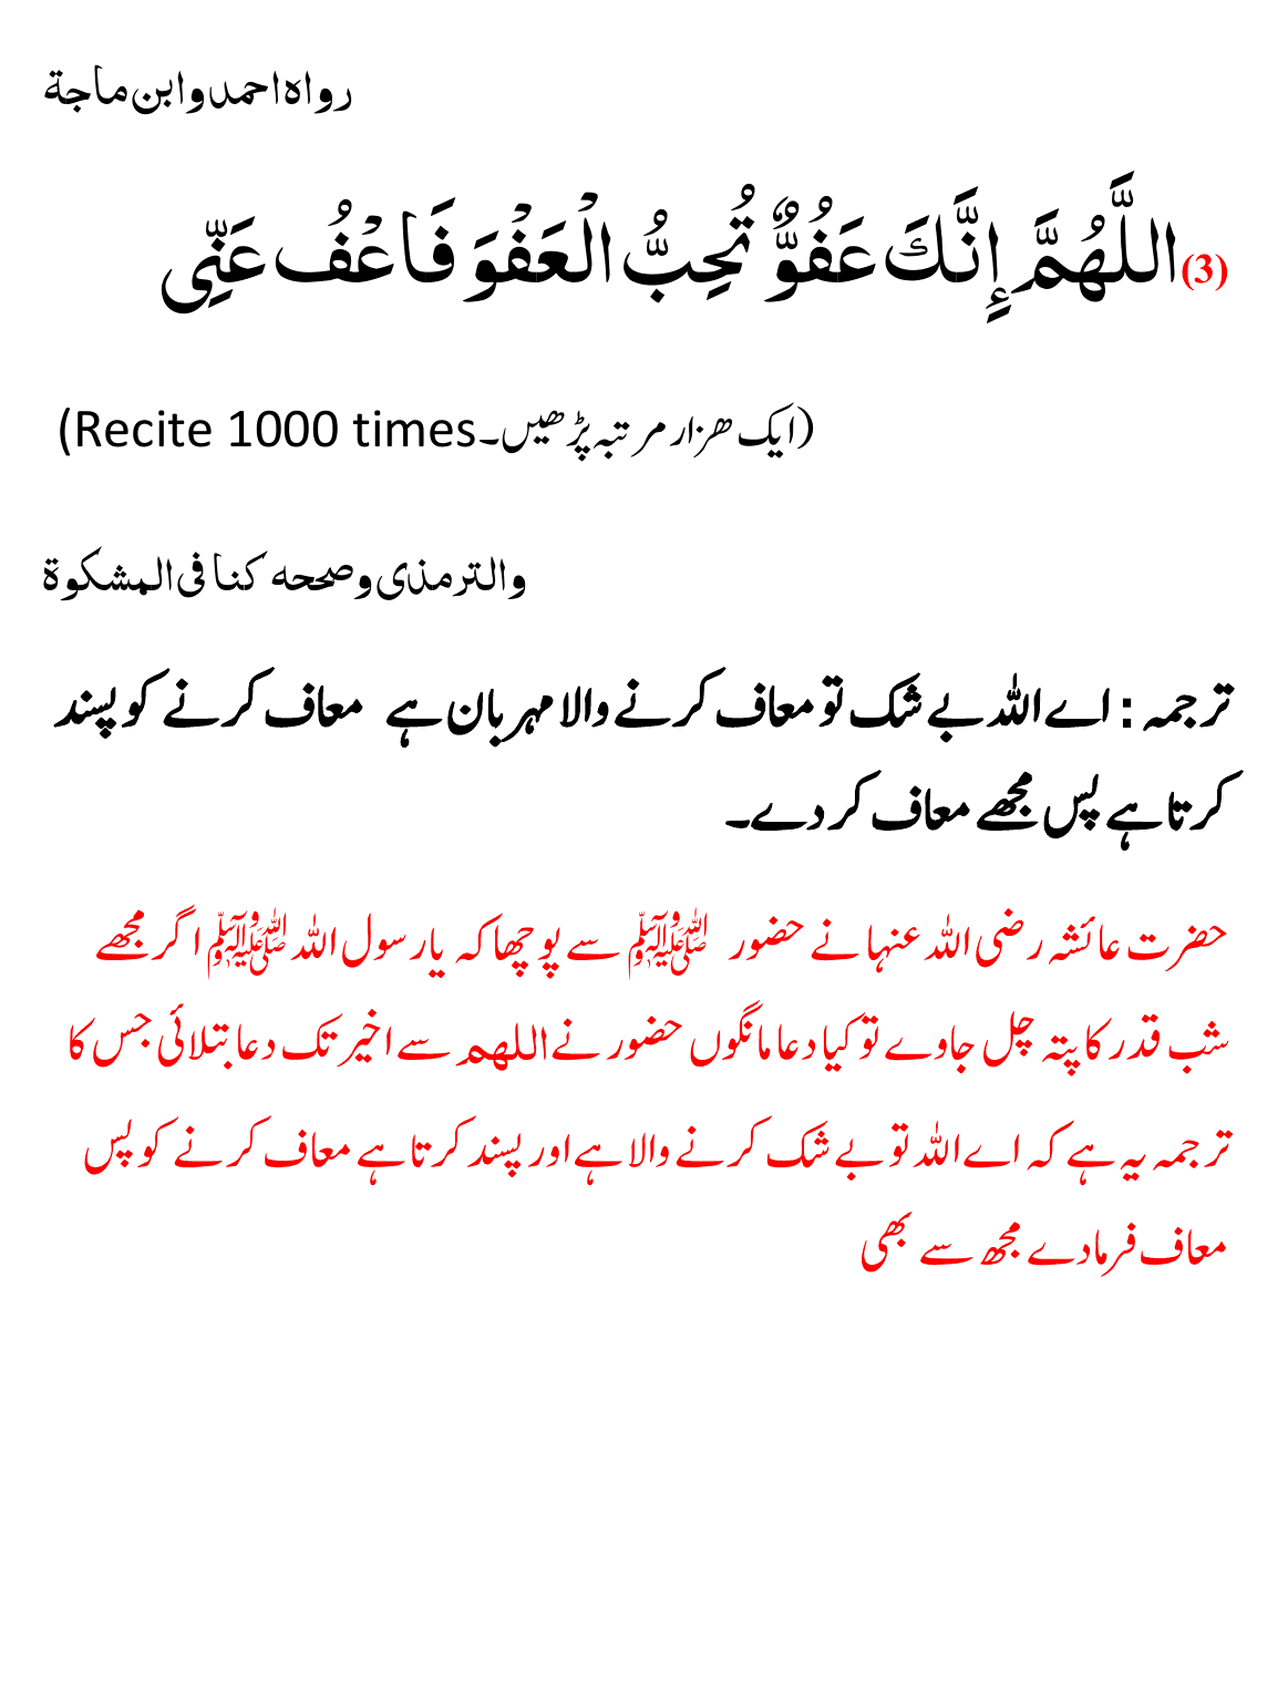 رواہ احمد وابن ماجة
(3) اللَّهُمَّ إِنَّكَ عَفُوٌّ تُحِبُّ الْعَفْوَ فَاعْفُ عَنِّي
(ایک ھزار مرتبہ پڑھیں۔Recite 1000 times)
والترمذی وصححه کنا فی المشکوة
ترجمہ : اے اللہ بے شک تو معاف کرنے والا مہربان ہے معاف کرنے کو پسند
کرتا ہے پس مجھے معاف کر دے۔
حضرت عائشہ رضی اللہ عنہا نے حضور ﷺ سے پوچھا کہ یارسول اللہ ﷺ اگر مجھے
شب قدر کا پتہ چل جاوے تو کیا دعا مانگوں حضور نے اللھم سے اخیر تک دعا بتلائی جس کا
ترجمہ یہ ہے کہ اے اللہ تو بے شک کرنے والا ہے اور پسند کرتا ہے معاف کرنے کو پس
معاف فرمادے مجھ سے بھی